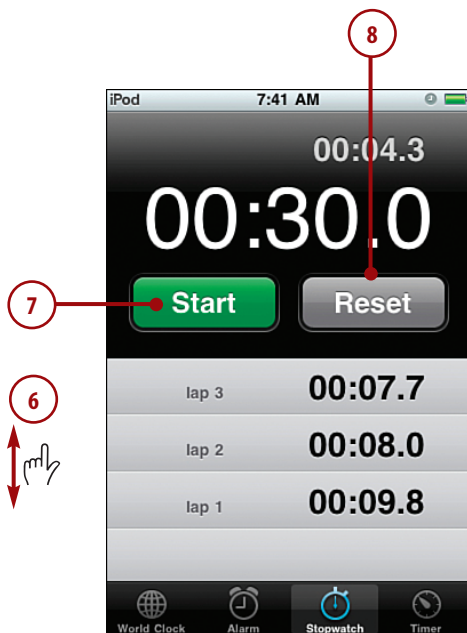 8
iPod 7:41 AM
00:04.3
00:30.0
7 Start Reset
6
lap 3 00:07.7
lap 2 00:08.0
lap 1 00:09.8
World Clock Alarm Stopwatch Timer